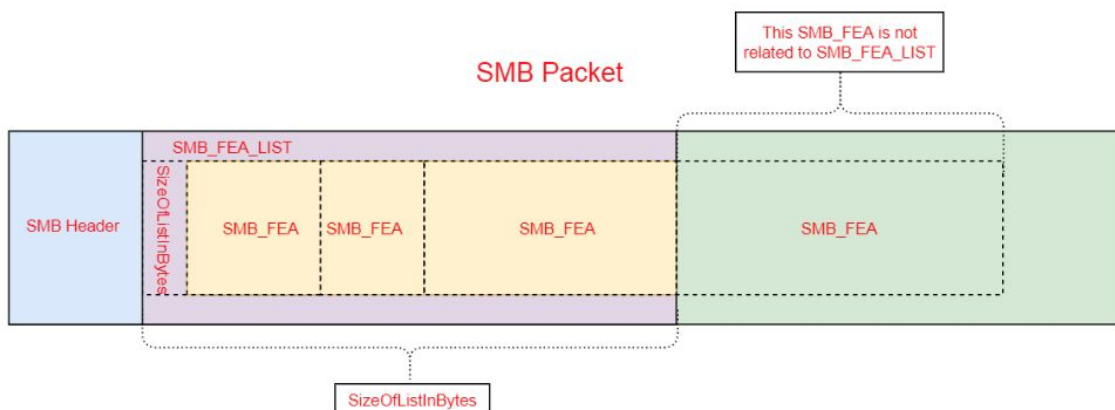 This SMB_FEA is not
related to SMB_FEA_LIST
SMB Packet
SMB_FEA_LIST
SMB Header
SizeOfListInBytes
SMB_FEA
SMB_FEA
SMB_FEA
SMB_FEA
SizeOfListInBytes